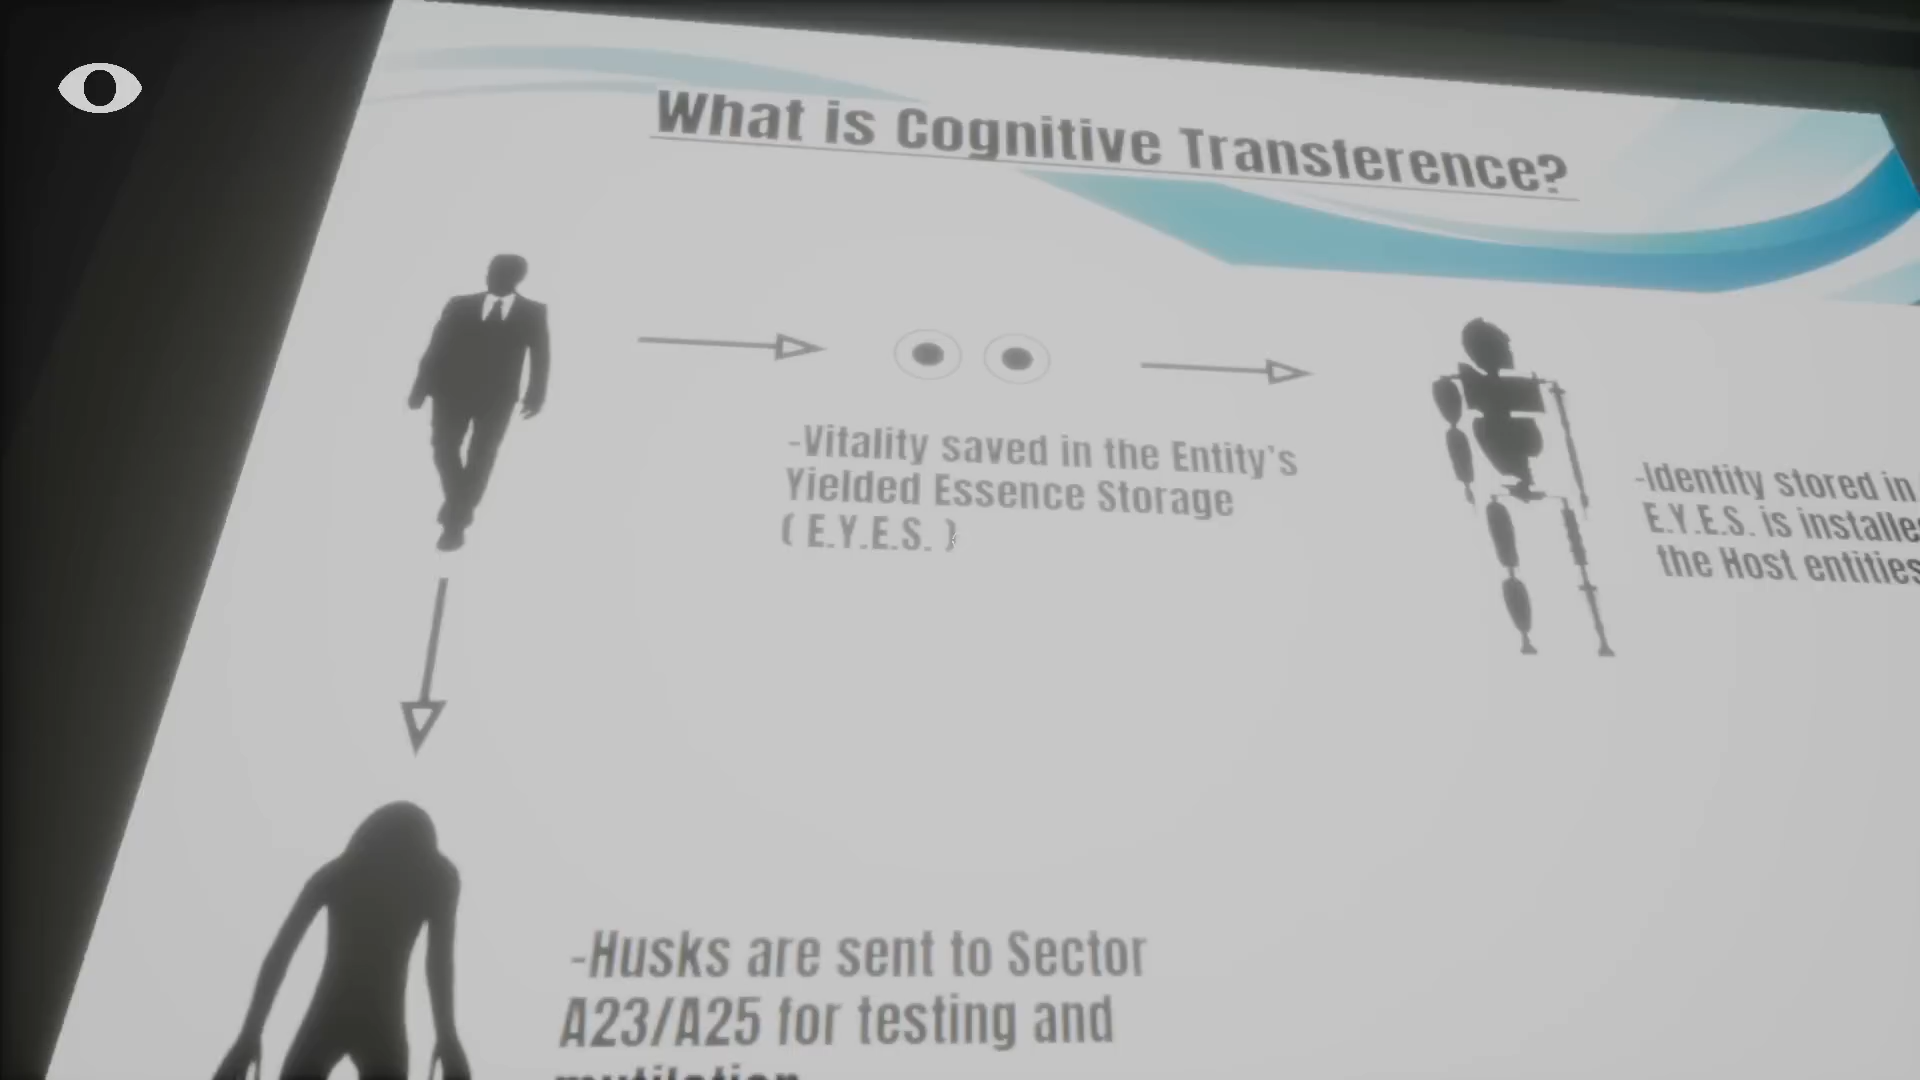 What is Cognitive Transference?
-Vitality saved in the Entity's
Yielded Essence Storage
( E.Y.E.S. )
-Identity stored in
E.Y.E.S. is
the Host entities
-Husks are sent to Sector
A23/A25 for testing and